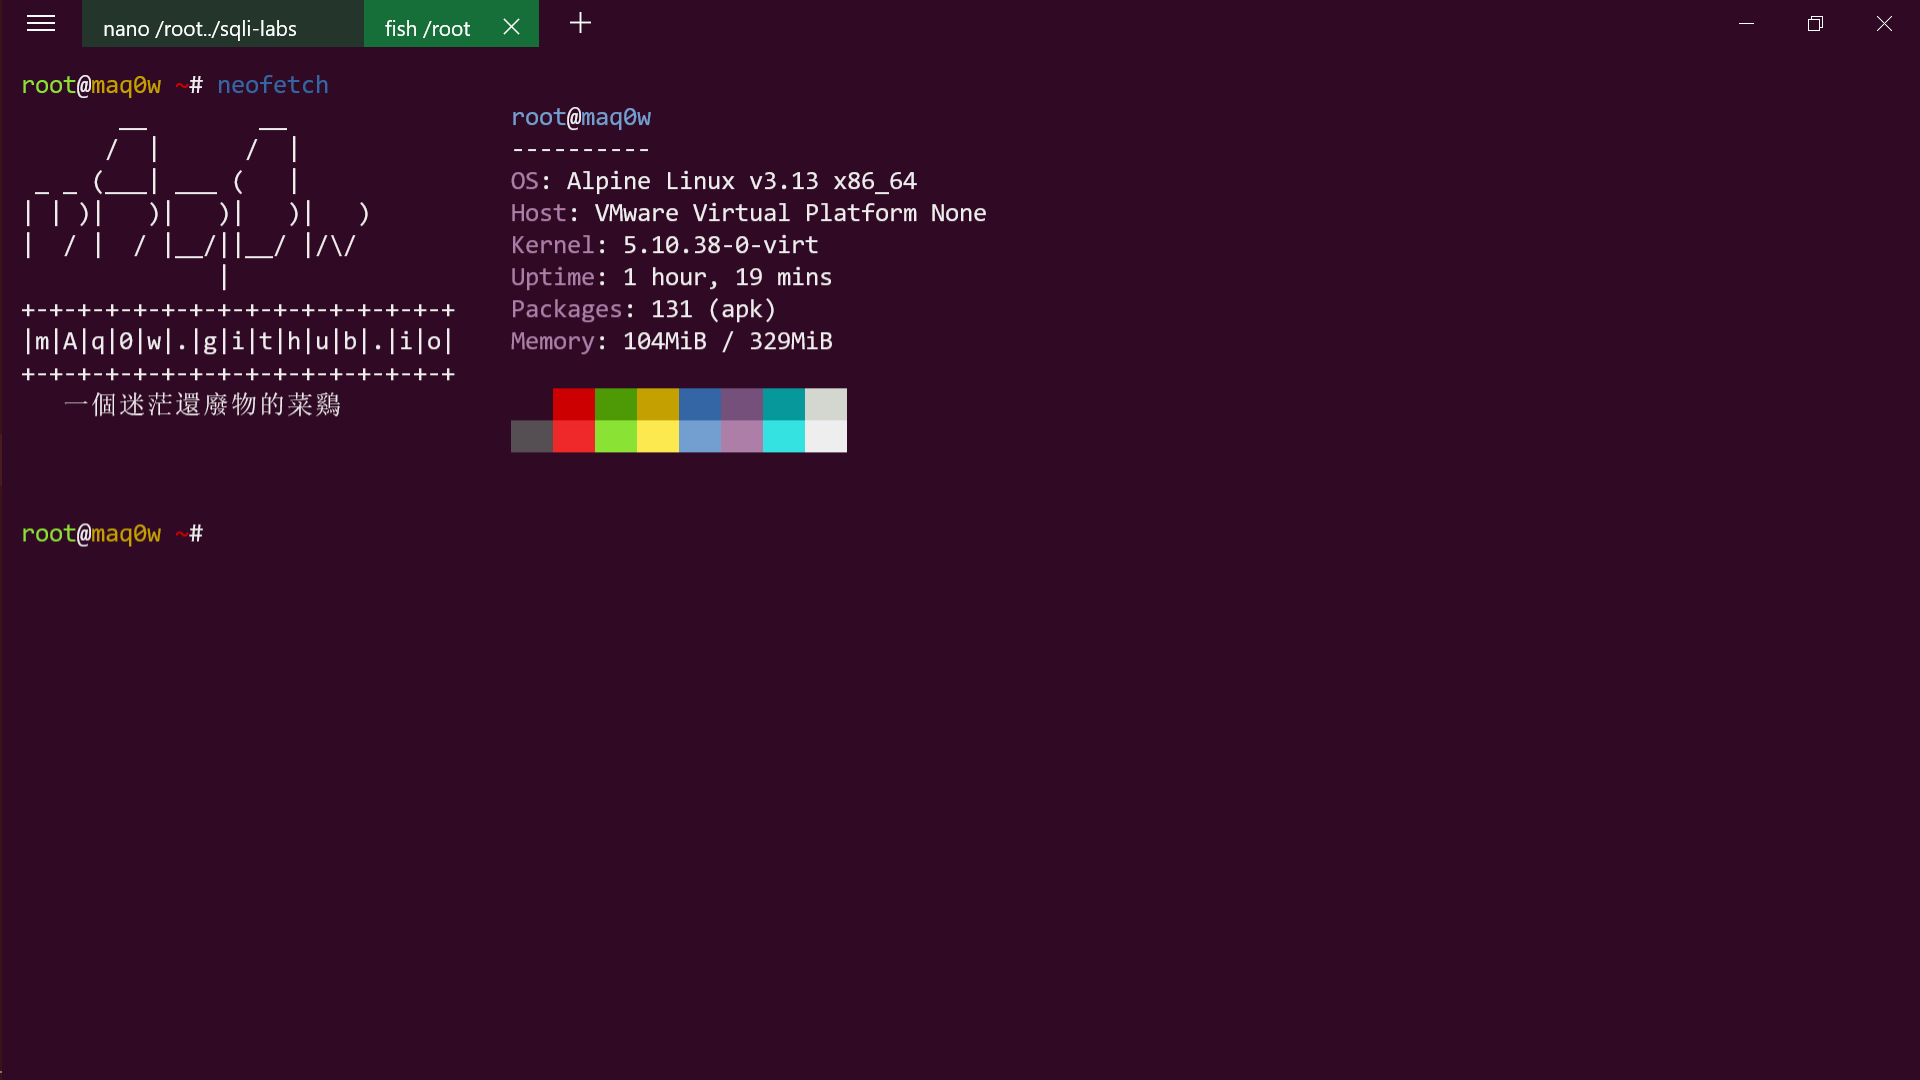 nano /root../sqli-labs
fish /root
root@maq0w ~# neofetch
root@maq0w
----------
OS: Alpine Linux v3.13 x86_64
Host: VMware Virtual Platform None
Kernel: 5.10.38-0-virt
Uptime: 1 hour, 19 mins
Packages: 131 (apk)
Memory: 104MiB / 329MiB
+-+-+-+-+-+-+-+-+-+-+-+-+-+-+-+
|m|A|q|0|w|.|g|i|t|h|u|b|.|i|o|
+-+-+-+-+-+-+-+-+-+-+-+-+-+-+-+
一個迷茫還廢物的菜鷄
root@maq0w ~#